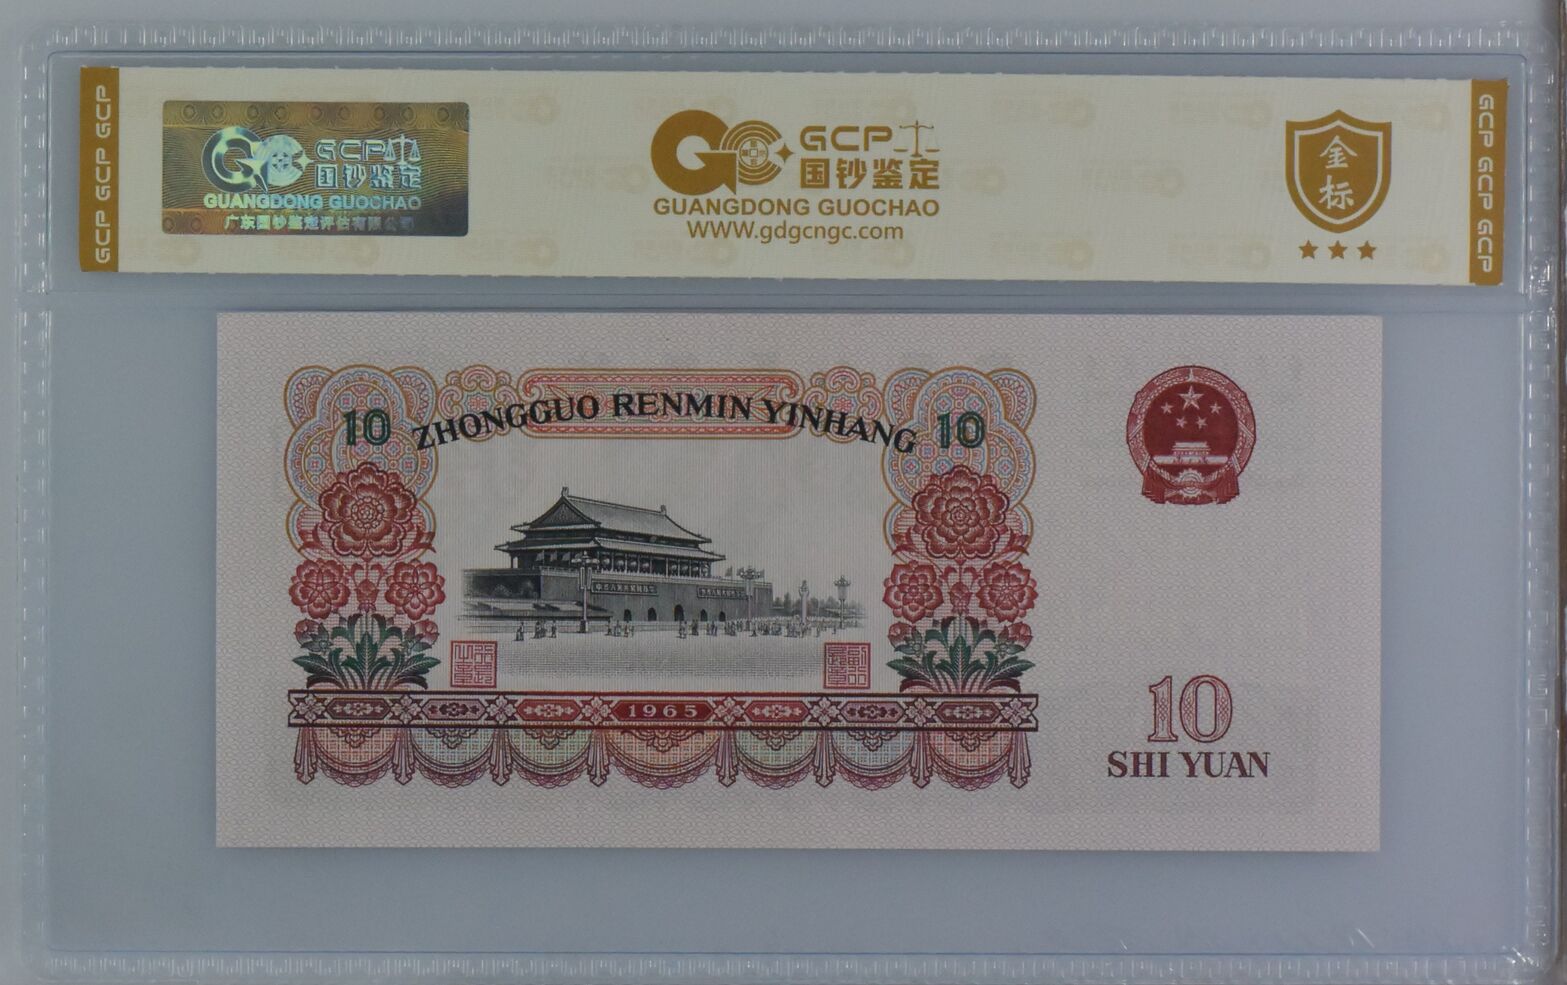 GCP GCP GCP
GCP
国钞鉴定
GUANGDONG GUOCHAO
广东国钞鉴定评估有限公司
GCP
国钞鉴定
GUANGDONG GUOCHAO
WWW.gdgcngc.com
金标
GCP GCP GCP
10 ZHONGGUO RENMIN YINHANG 10
1965
10
SHI YUAN